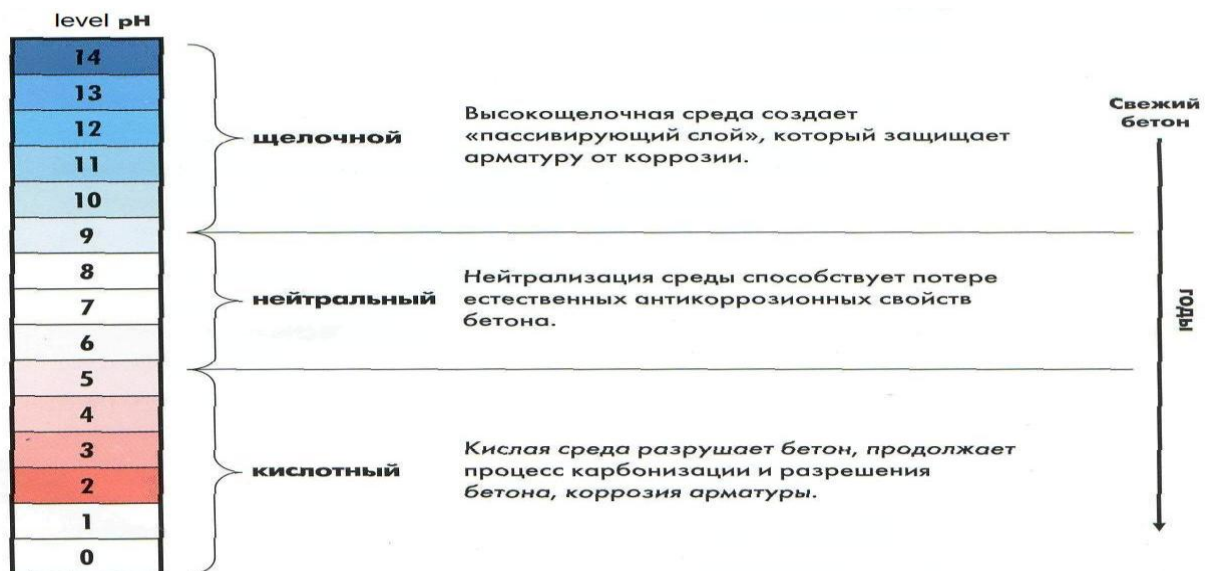 level pH
14
13
12
11
10
9
8
7
6
5
4
3
2
1
0
щелочной
Высокощелочная среда создает
«пассивирующий слой», который защищает
арматуру от коррозии.
нейтральный
Нейтрализация среды способствует потере
естественных антикоррозионных свойств
бетона.
кислотный
Кислая среда разрушает бетон, продолжает
процесс карбонизации и разрешения
бетона, коррозия арматуры.
Свежий
бетон
годы